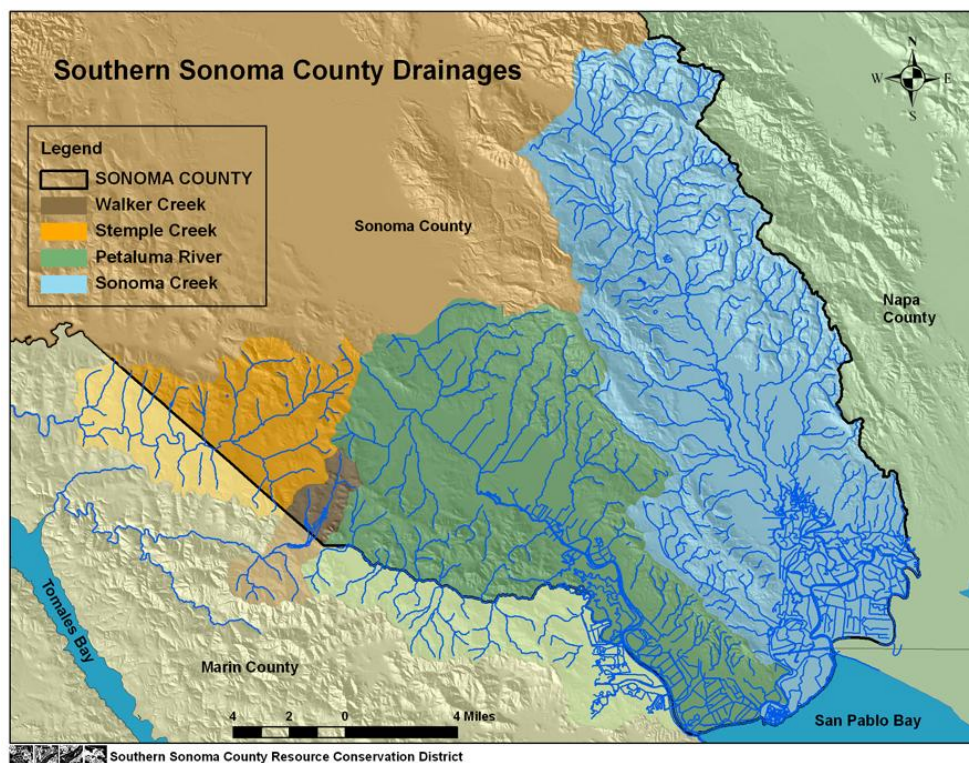 Southern Sonoma County Drainages
N
W E
S
Legend
SONOMA COUNTY
Walker Creek
Stemple Creek
Petaluma River
Sonoma Creek
Sonoma County
Napa
County
Tomales Bay
Marin County
4 2 0 4 Miles
San Pablo Bay
Southern Sonoma County Resource Conservation District